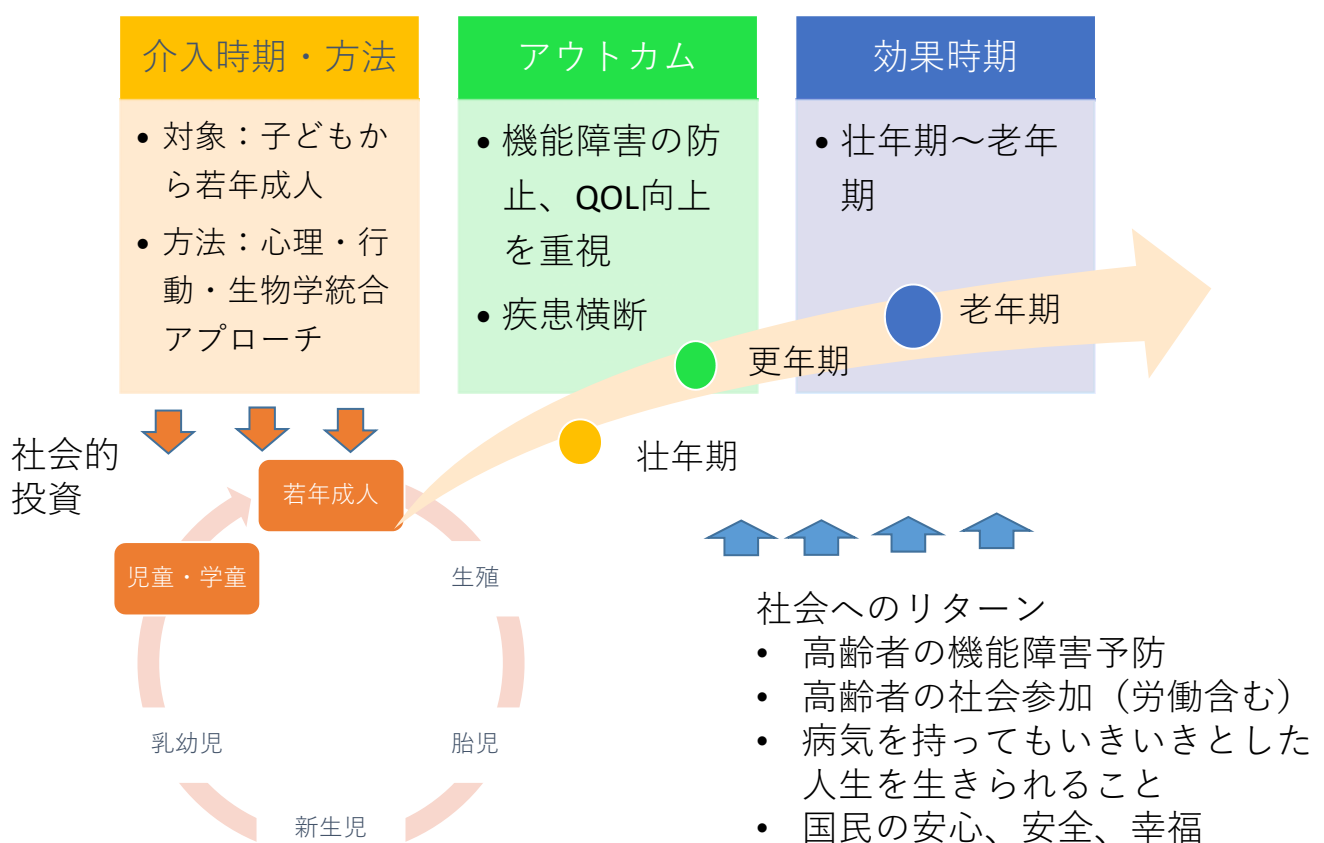 介入時期・方法
• 対象：子どもか
ら若年成人
• 方法：心理・行
動・生物学統合
アプローチ
アウトカム
• 機能障害の防
止、QOL向上
を重視
• 疾患横断
効果時期
• 壮年期～老年
期
老年期
更年期
壮年期
社会的
投資
若年成人
児童・学童
生殖
乳幼児
胎児
新生児
社会へのリターン
• 高齢者の機能障害予防
• 高齢者の社会参加（労働含む）
• 病気を持ってもいきいきとした
人生を生きられること
• 国民の安心、安全、幸福